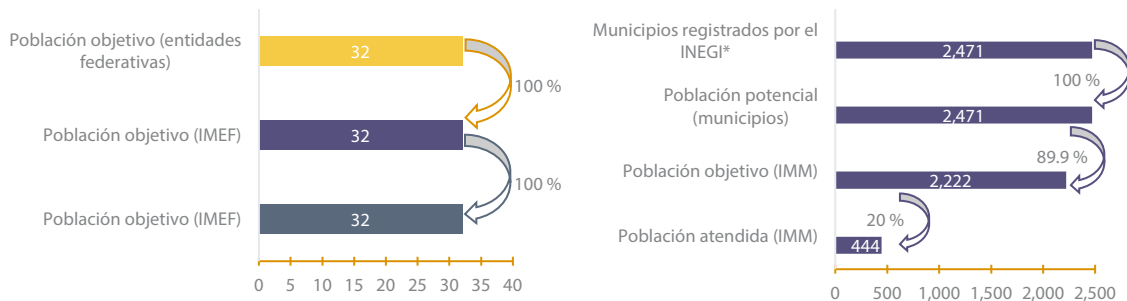 Población objetivo (entidades
federativas)
32
100 %
Población objetivo (IMEF)
32
100 %
Población objetivo (IMEF)
32
0 5 10 15 20 25 30 35 40
Municipios registrados por el
INEGI*
2,471
100 %
Población potencial
(municipios)
2,471
89.9 %
Población objetivo (IMM)
2,222
20 %
Población atendida (IMM)
444
0 500 1,000 1,500 2,000 2,500